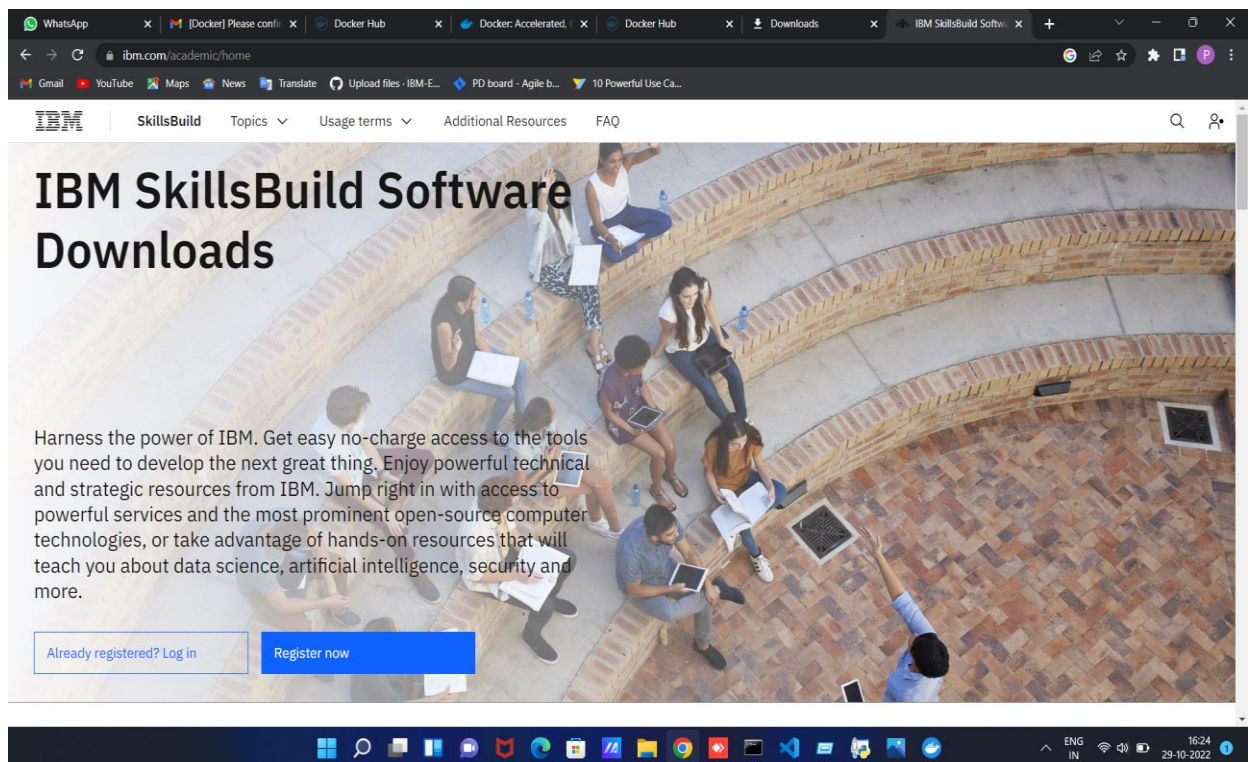 WhatsApp
[Docker] Please confir
Docker Hub
Docker: Accelerated, C
Docker Hub
Downloads
IBM SkillsBuild Softwa
ibm.com/academic/home
P
Gmail
YouTube
Maps
News
Translate
Upload files · IBM-E...
PD board - Agile b...
10 Powerful Use Ca...
IBM
SkillsBuild
Topics
Usage terms
Additional Resources
FAQ
IBM SkillsBuild Software
Downloads
Harness the power of IBM. Get easy no-charge access to the tools
you need to develop the next great thing. Enjoy powerful technical
and strategic resources from IBM. Jump right in with access to
powerful services and the most prominent open-source computer
technologies, or take advantage of hands-on resources that will
teach you about data science, artificial intelligence, security and
more.
Already registered? Log in
Register now
ENG
IN
16:24
29-10-2022
1